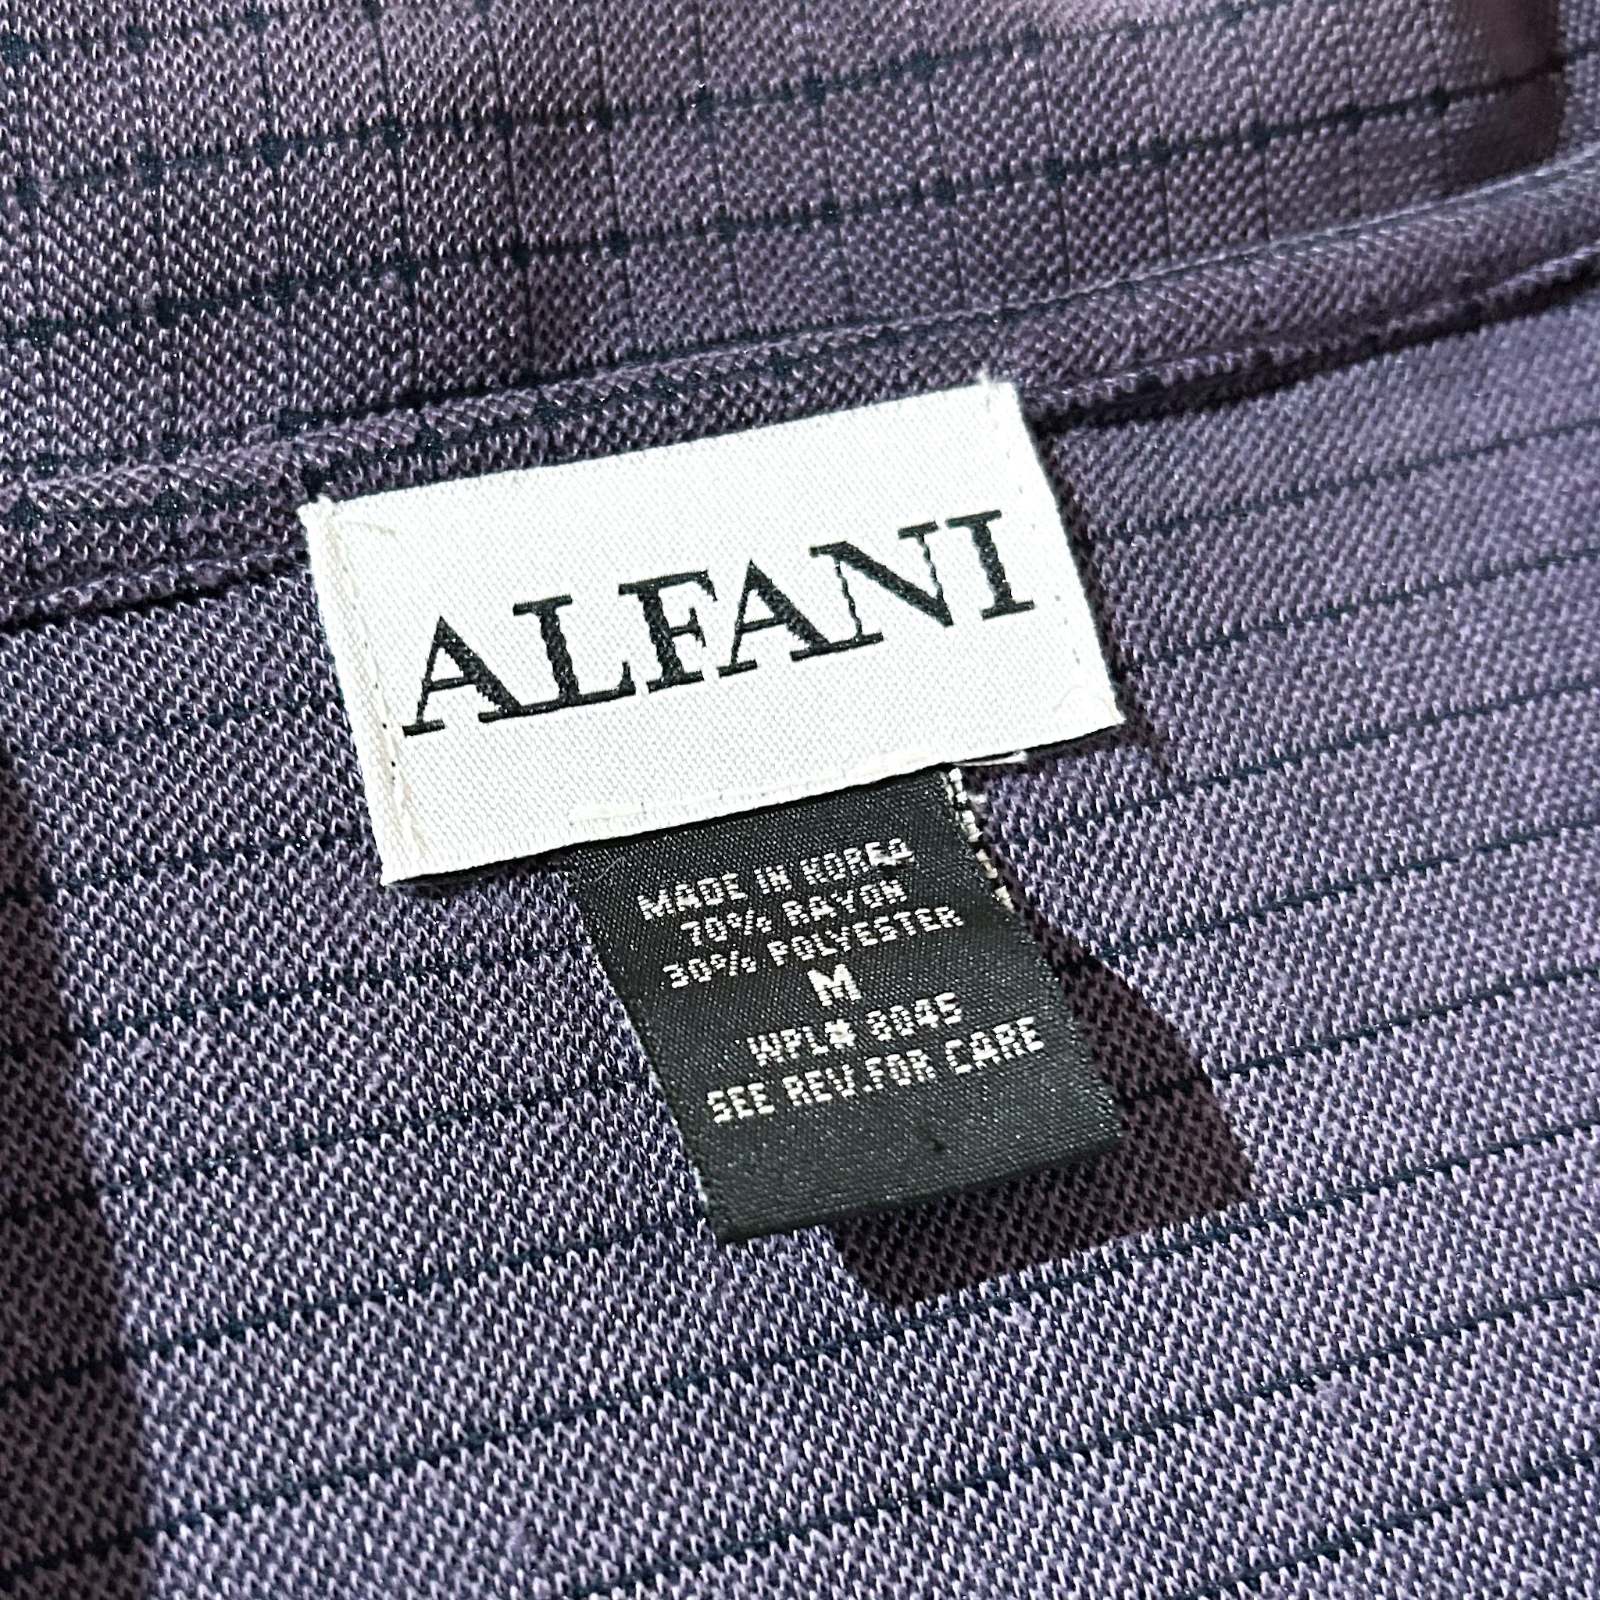 ALFANI
MADE IN KOREA
70% RAYON
30% POLYESTER
M
WPL# 8045
SEE REV.FOR CARE